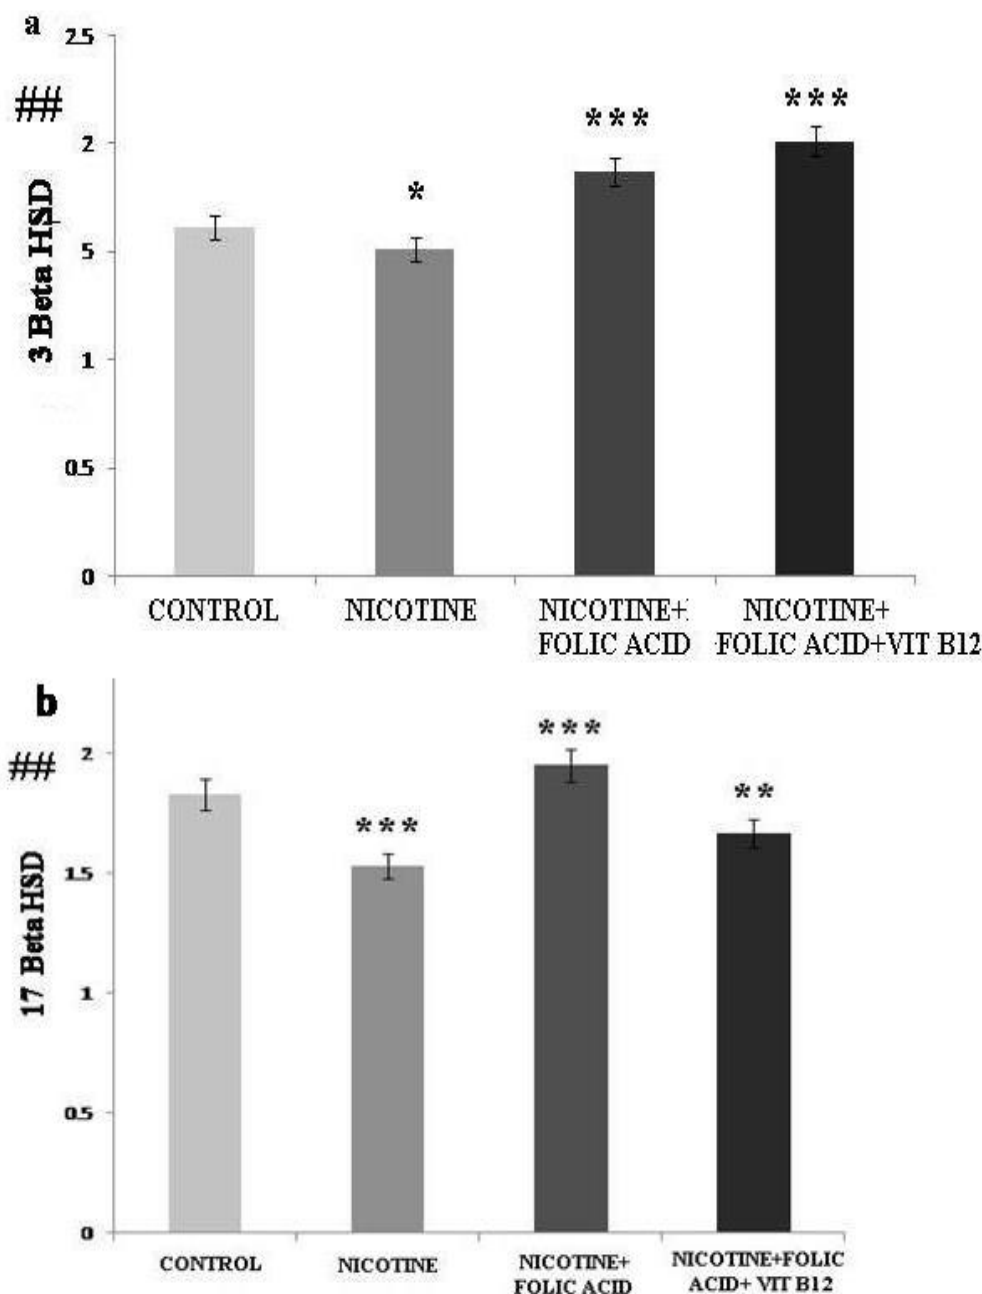 a
2.5
##
***
***
2
*
3 Beta HSD
5
1
0.5
0
CONTROL
NICOTINE
NICOTINE+
FOLIC ACID
NICOTINE+
FOLIC ACID+VIT B12
b
##
***
2
**
***
17 Beta HSD
1.5
1
0.5
0
CONTROL
NICOTINE
NICOTINE+
FOLIC ACID
NICOTINE+FOLIC
ACID+ VIT B12